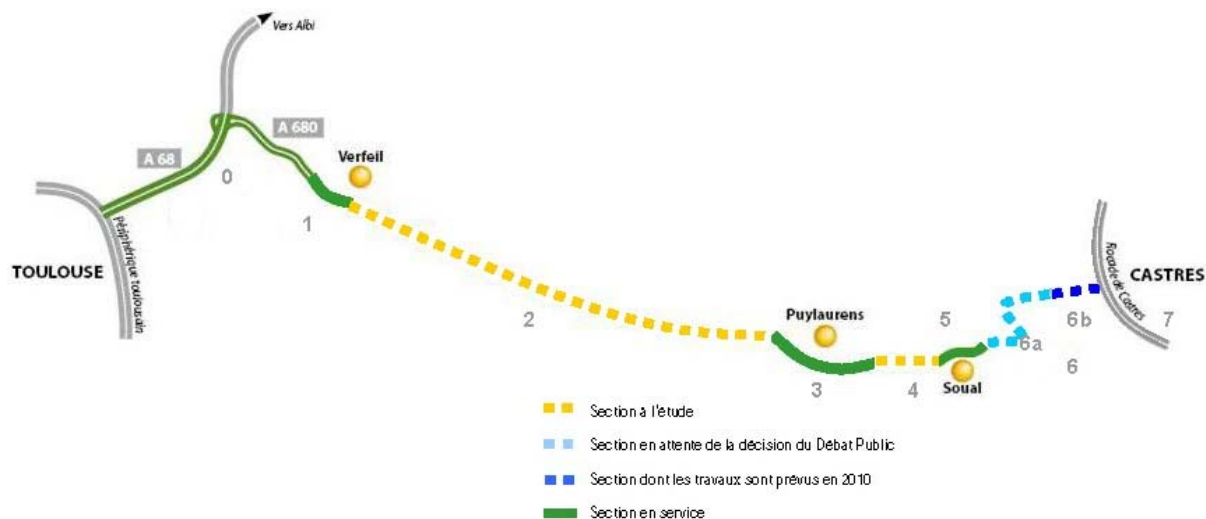 Vers Albi
A 680
A 68
Verfeil
0
1
Périphérique toulousain
TOULOUSE
Rocade de Castres
CASTRES
2
Puylaurens
5
6b
7
6a
6
3
4
Soual
Section à l'étude
Section en attente de la décision du Débat Public
Section dont les travaux sont prévus en 2010
Section en service